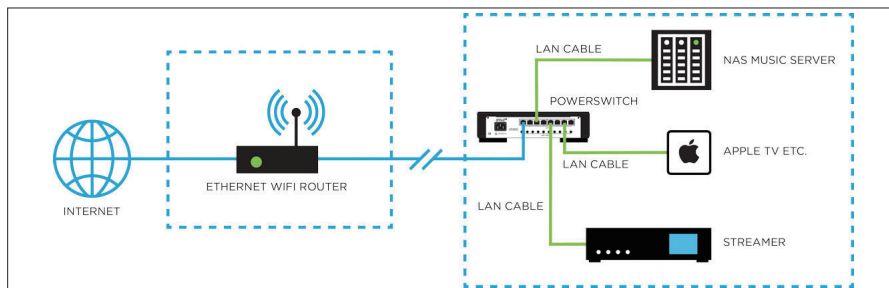 LAN CABLE
NAS MUSIC SERVER
POWERSWITCH
LAN CABLE
APPLE TV ETC.
ETHERNET WIFI ROUTER
INTERNET
LAN CABLE
STREAMER